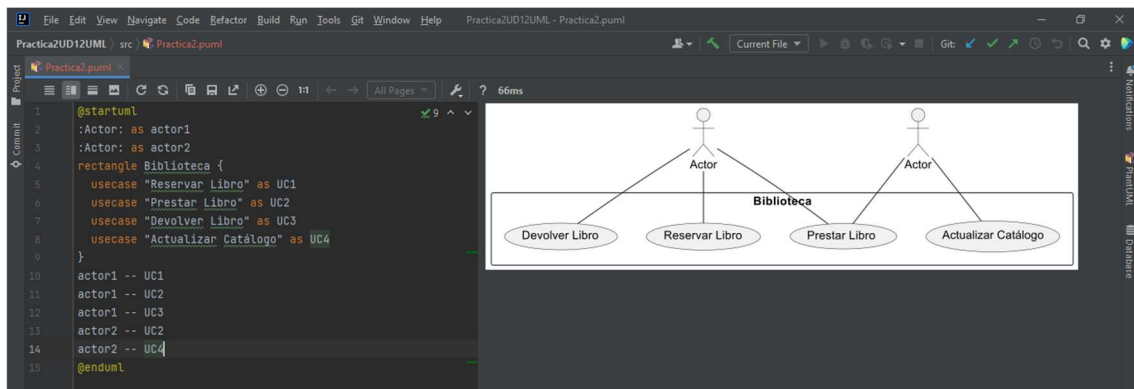 File Edit View Navigate Code Refactor Build Run Tools Git Window Help Practica2UD12UML - Practica2.puml
Practica2UD12UML src Practica2.puml Current File Git:
Practica2.puml
All Pages ? 66ms
1:1
Project
Commit
Notifications
PlantUML
Database
1 @startuml
2 :Actor: as actor1
3 :Actor: as actor2
4 rectangle Biblioteca {
5 usecase "Reservar Libro" as UC1
6 usecase "Prestar Libro" as UC2
7 usecase "Devolver Libro" as UC3
8 usecase "Actualizar Catálogo" as UC4
9 }
10 actor1 -- UC1
11 actor1 -- UC2
12 actor1 -- UC3
13 actor2 -- UC2
14 actor2 -- UC4
15 @enduml
9
Actor Actor
Biblioteca
Devolver Libro Reservar Libro Prestar Libro Actualizar Catálogo